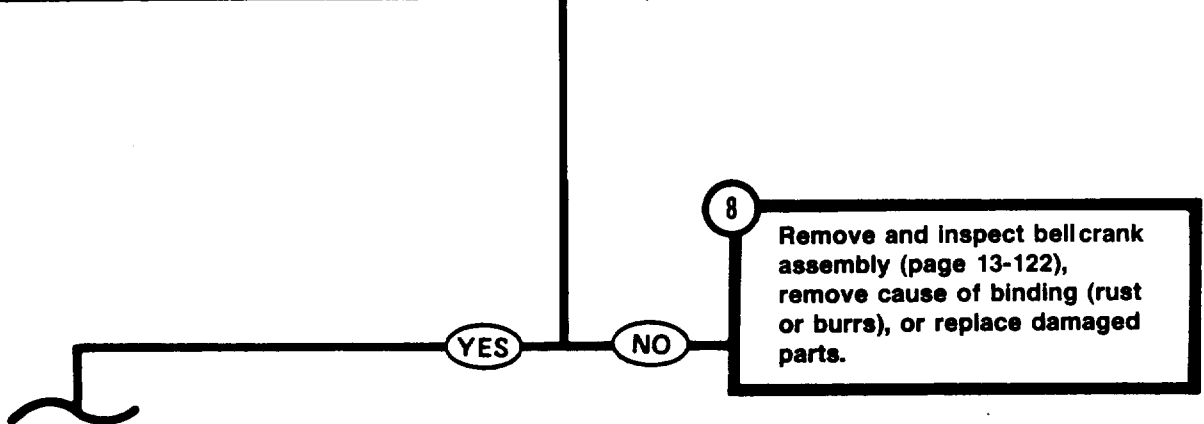 8
Remove and inspect bellcrank
assembly (page 13-122),
remove cause of binding (rust
or burrs), or replace damaged
parts.
YES
NO